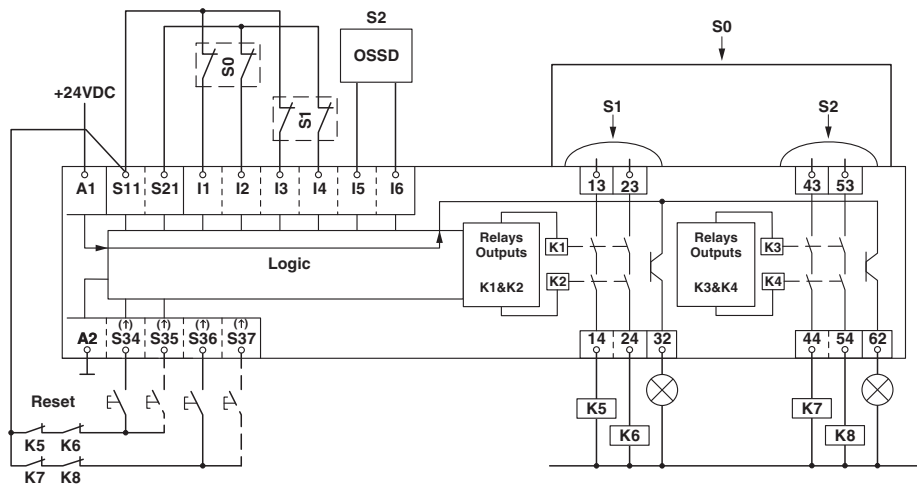 S2
S0
OSSD
S0
+24VDC
S1
S1
S2
A1 S11 S21 I1 I2 I3 I4 I5 I6
13 23
43 53
Relays
Outputs
K1&K2
K1
K2
Relays
Outputs
K3&K4
K3
K4
Logic
(↑) (↑) (↑) (↑)
A2 S34 S35 S36 S37
14 24 32
44 54 62
Reset
K5
K7
K6
K8
K5 K6
K7 K8